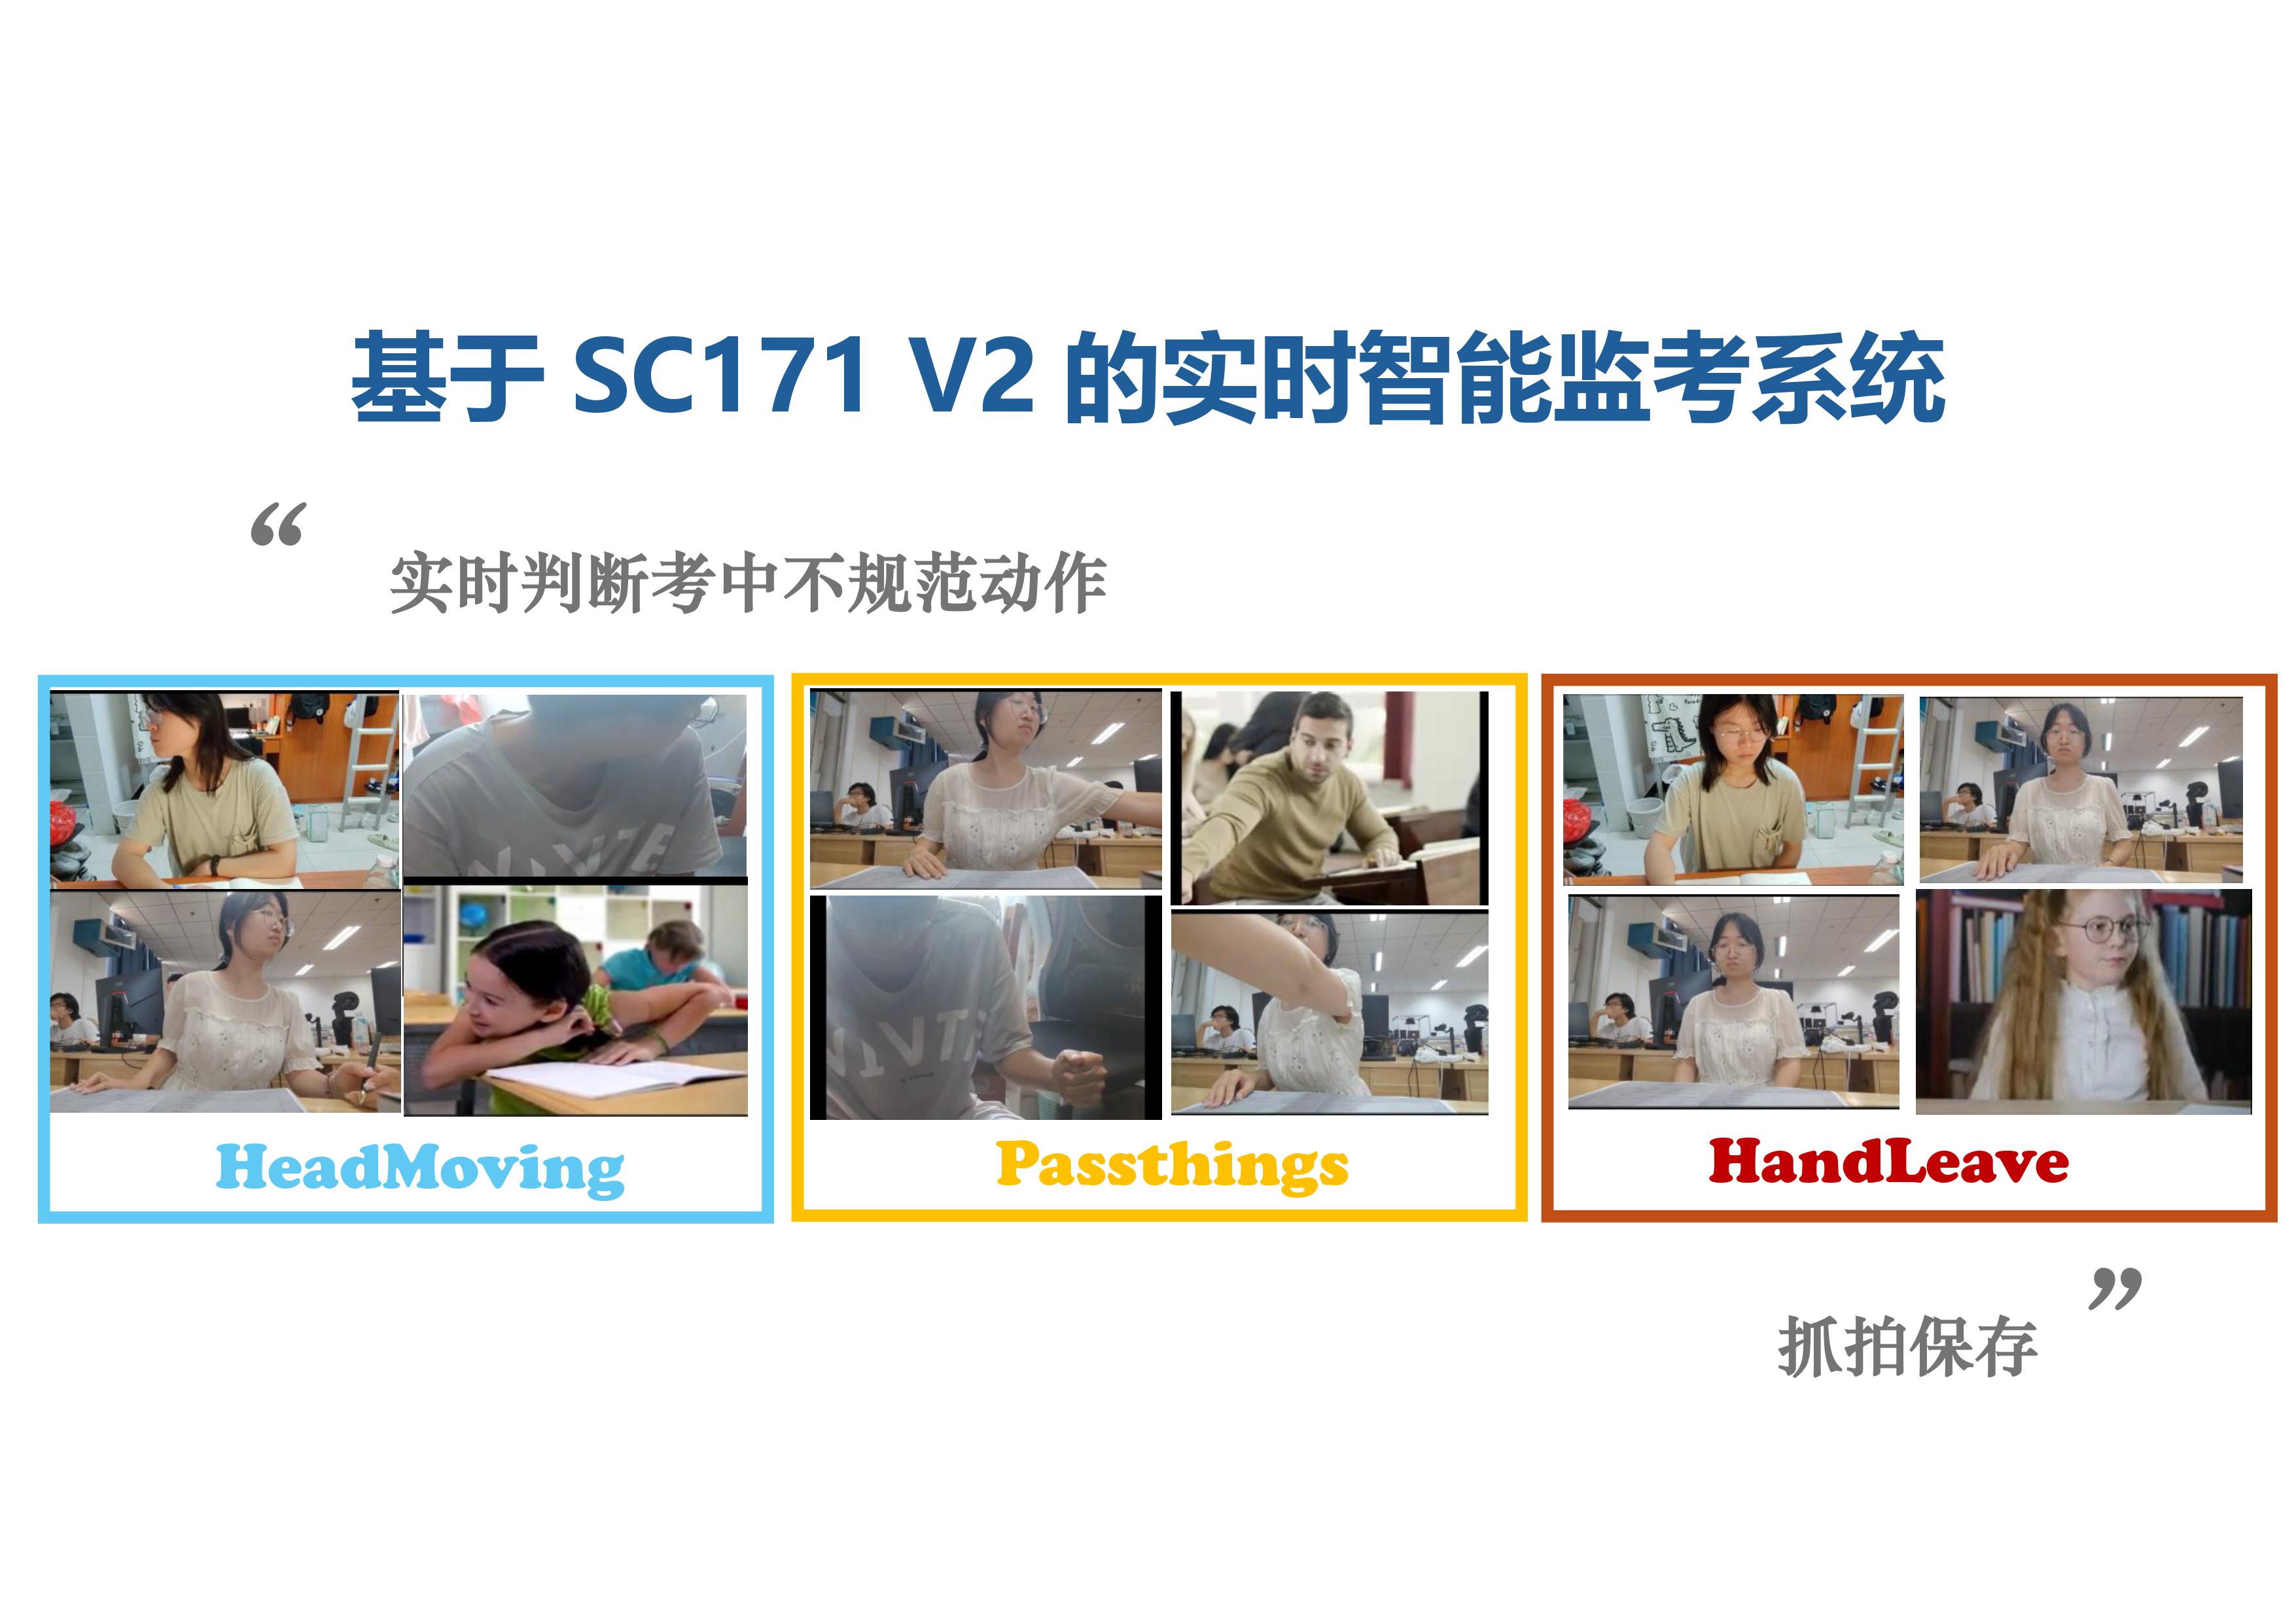 基于 SC171 V2 的实时智能监考系统
“
实时判断考中不规范动作
HeadMoving
Passthings
HandLeave
”
抓拍保存